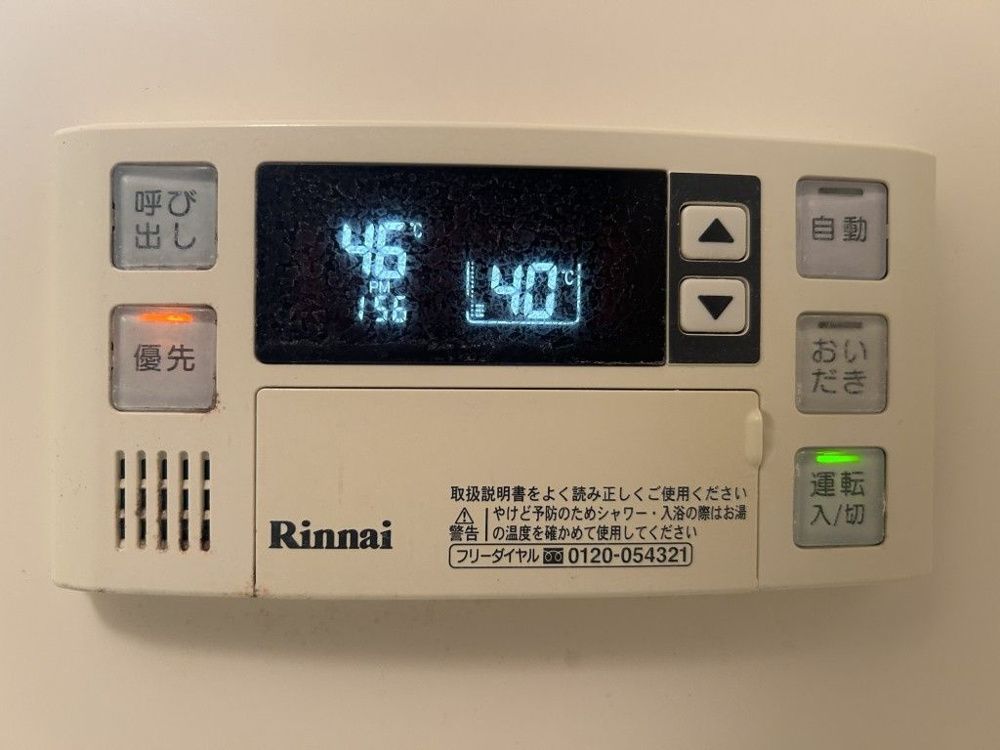 呼び
出し
優先
46℃
PM
1:56
40℃
自動
おい
だき
運転
入/切
Rinnai
取扱説明書をよく読み正しくご使用ください
警告 やけど予防のためシャワー・入浴の際はお湯
の温度を確かめて使用してください
フリーダイヤル 0120-054321